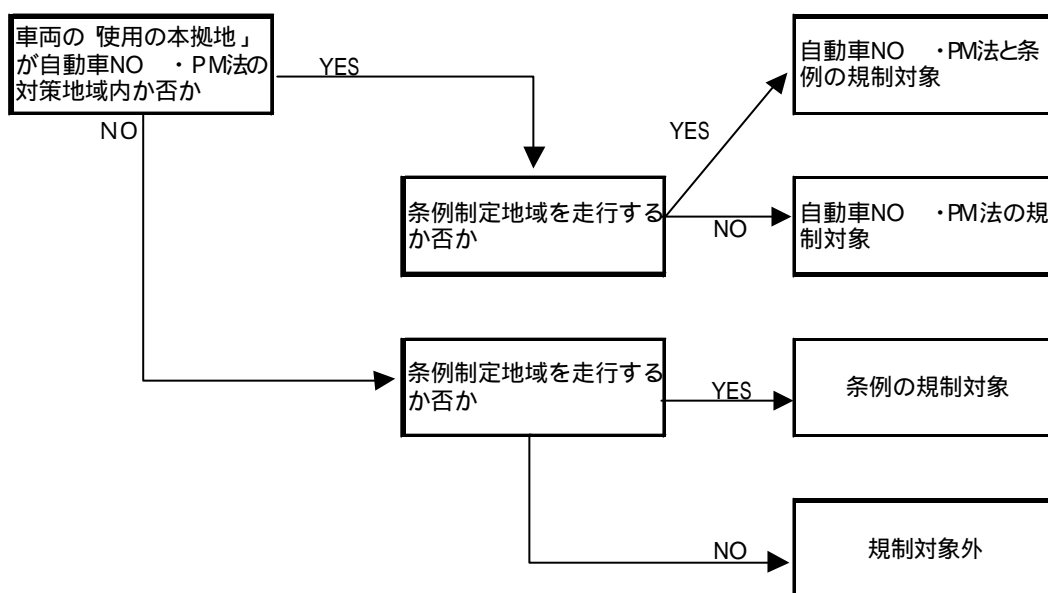 車両の「使用の本拠地」
が自動車NO　・PM法の
対策地域内か否か
YES
NO
条例制定地域を走行する
か否か
YES
自動車NO　・PM法と条
例の規制対象
NO
自動車NO　・PM法の規
制対象
条例制定地域を走行する
か否か
YES
条例の規制対象
NO
規制対象外